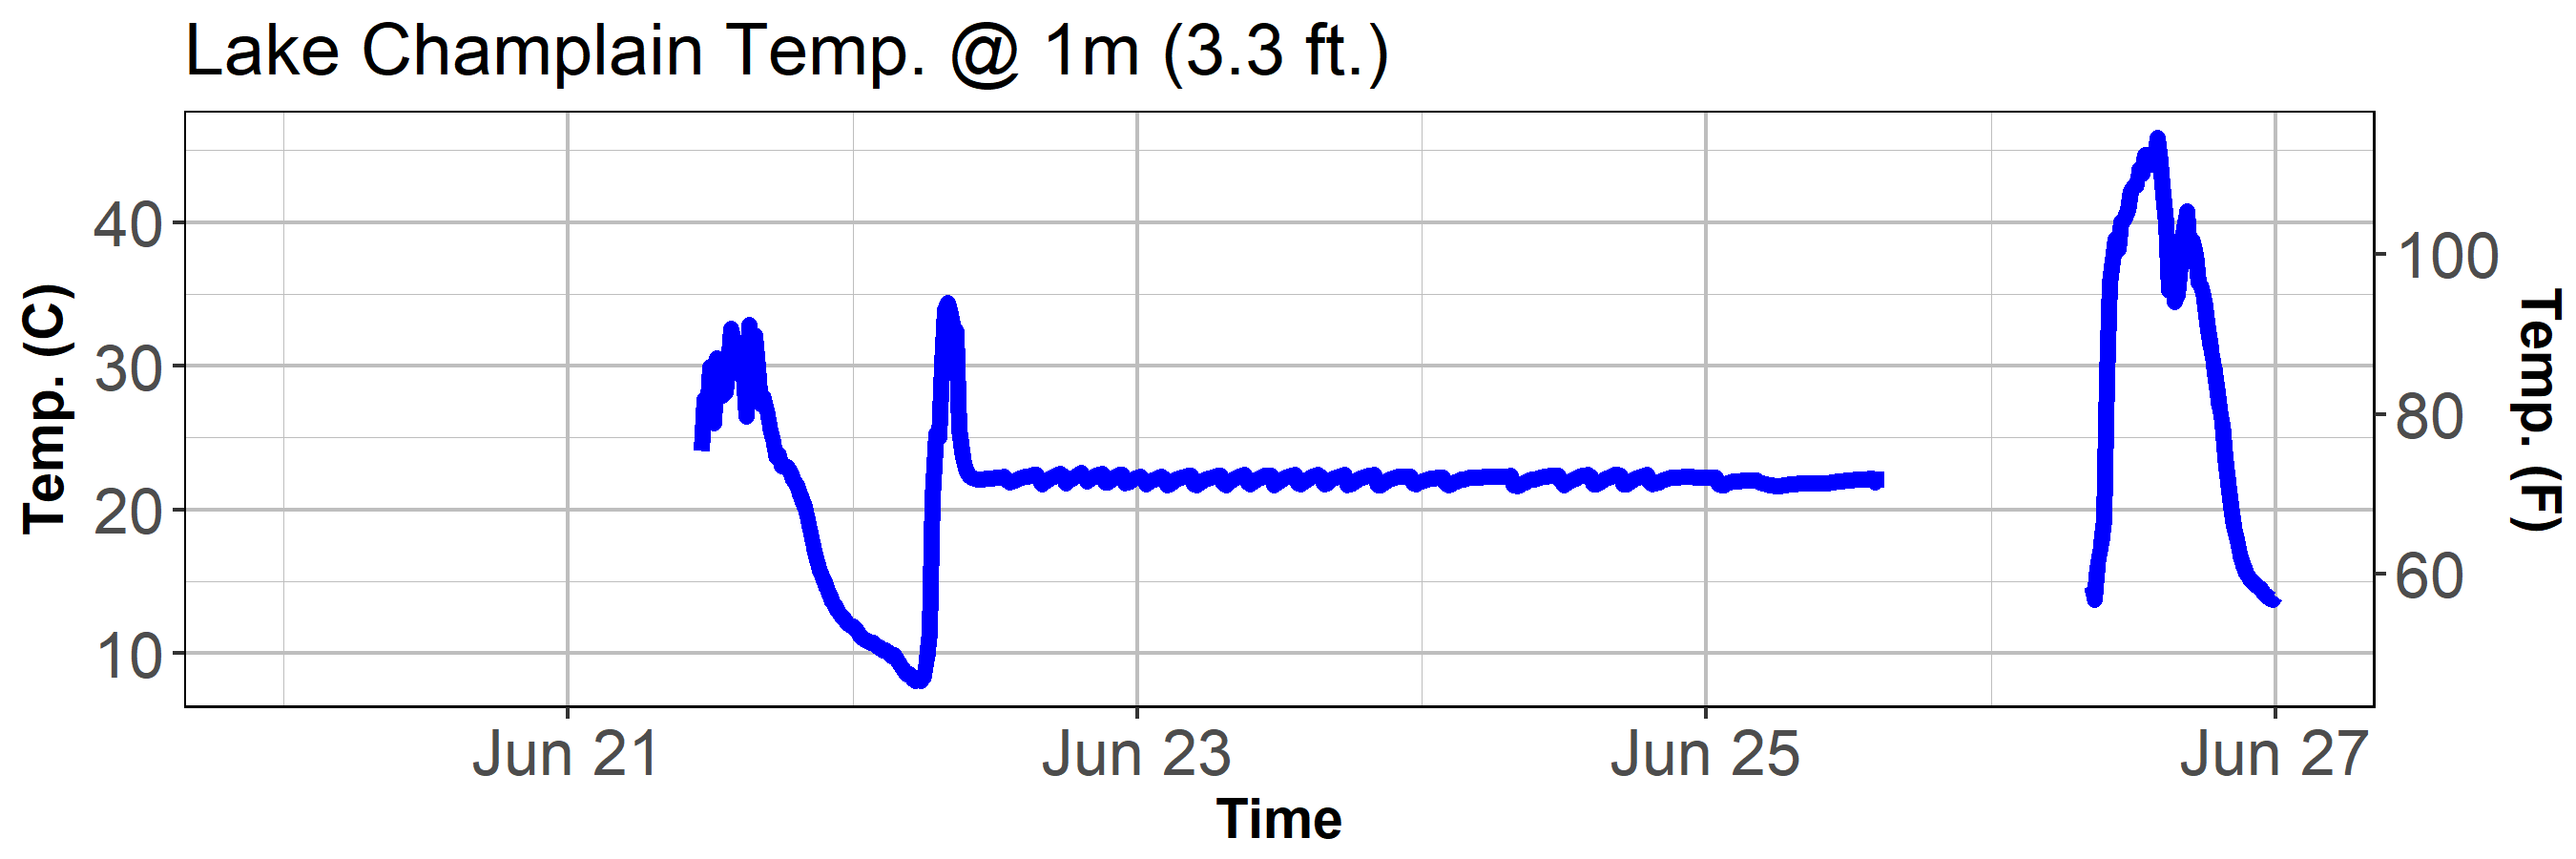 Lake Champlain Temp. @ 1m (3.3 ft.)
Temp. (C)
40
30
20
10
100
80
60
Temp. (F)
Jun 21
Jun 23
Jun 25
Jun 27
Time